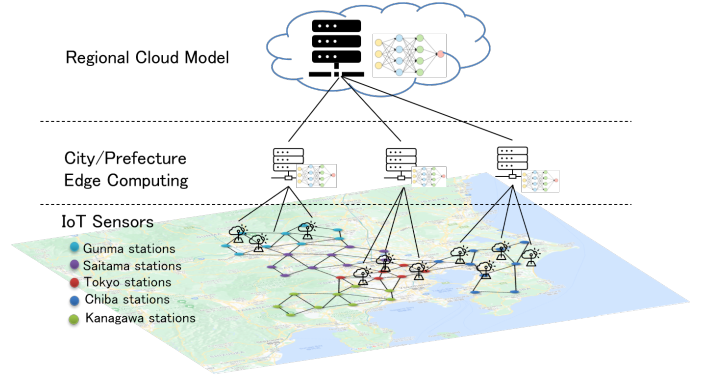 Regional Cloud Model
City/Prefecture
Edge Computing
IoT Sensors
Gunma stations
Saitama stations
Tokyo stations
Chiba stations
Kanagawa stations